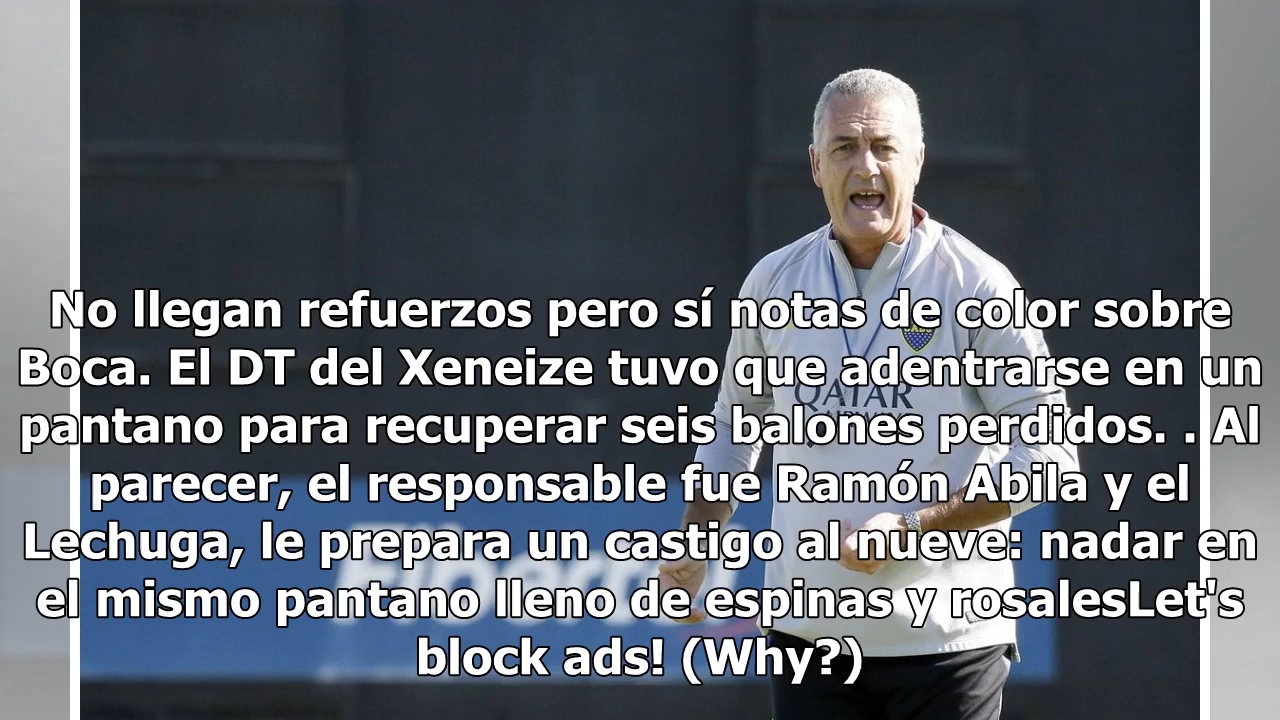 No llegan refuerzos pero sí notas de color sobre
Boca. El DT del Xeneize tuvo que adentrarse en un
pantano para recuperar seis balones perdidos. . Al
parecer, el responsable fue Ramón Abila y el
Lechuga, le prepara un castigo al nueve: nadar en
el mismo pantano lleno de espinas y rosalesLet's
block ads! (Why?)
QATAR